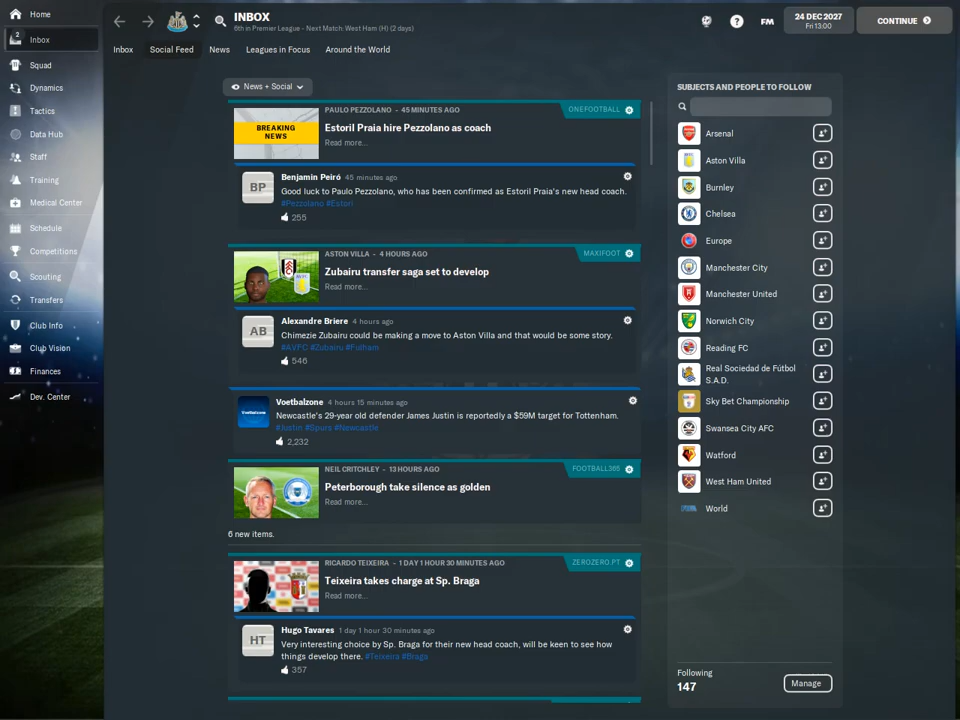 Home
2
Inbox
Squad
Dynamics
Tactics
Data Hub
Staff
Training
Medical Center
Schedule
Competitions
Scouting
Transfers
Club Info
Club Vision
Finances
Dev. Center
INBOX
6th in Premier League - Next Match: West Ham (H) (2 days)
?
FM
24 DEC 2027
Fri 13:00
CONTINUE
Inbox
Social Feed
News
Leagues in Focus
Around the World
News + Social
PAULO PEZZOLANO - 45 MINUTES AGO
ONEFOOTBALL
BREAKING
NEWS
Estoril Praia hire Pezzolano as coach
Read more...
BP
Benjamin Peiró 45 minutes ago
Good luck to Paulo Pezzolano, who has been confirmed as Estoril Praia's new head coach.
#Pezzolano #Estori
255
ASTON VILLA - 4 HOURS AGO
MAXIFOOT
Zubairu transfer saga set to develop
Read more...
AB
Alexandre Briere 4 hours ago
Chimezie Zubairu could be making a move to Aston Villa and that would be some story.
#AVFC #Zubairu #Fulham
546
Voetbalzone
Voetbalzone 4 hours 15 minutes ago
Newcastle's 29-year old defender James Justin is reportedly a $59M target for Tottenham.
#Justin #Spurs #Newcastle
2,232
NEIL CRITCHLEY - 13 HOURS AGO
FOOTBALL365
Peterborough take silence as golden
Read more...
6 new items.
RICARDO TEIXEIRA - 1 DAY 1 HOUR 30 MINUTES AGO
ZEROZERO.PT
Teixeira takes charge at Sp. Braga
Read more...
HT
Hugo Tavares 1 day 1 hour 30 minutes ago
Very interesting choice by Sp. Braga for their new head coach, will be keen to see how
things develop there. #Teixeira #Braga
357
SUBJECTS AND PEOPLE TO FOLLOW
Arsenal
Aston Villa
Burnley
Chelsea
Europe
Manchester City
Manchester United
Norwich City
Reading FC
Real Sociedad de Fútbol
S.A.D.
Sky Bet Championship
Swansea City AFC
Watford
West Ham United
FIFA
World
Following
147
Manage